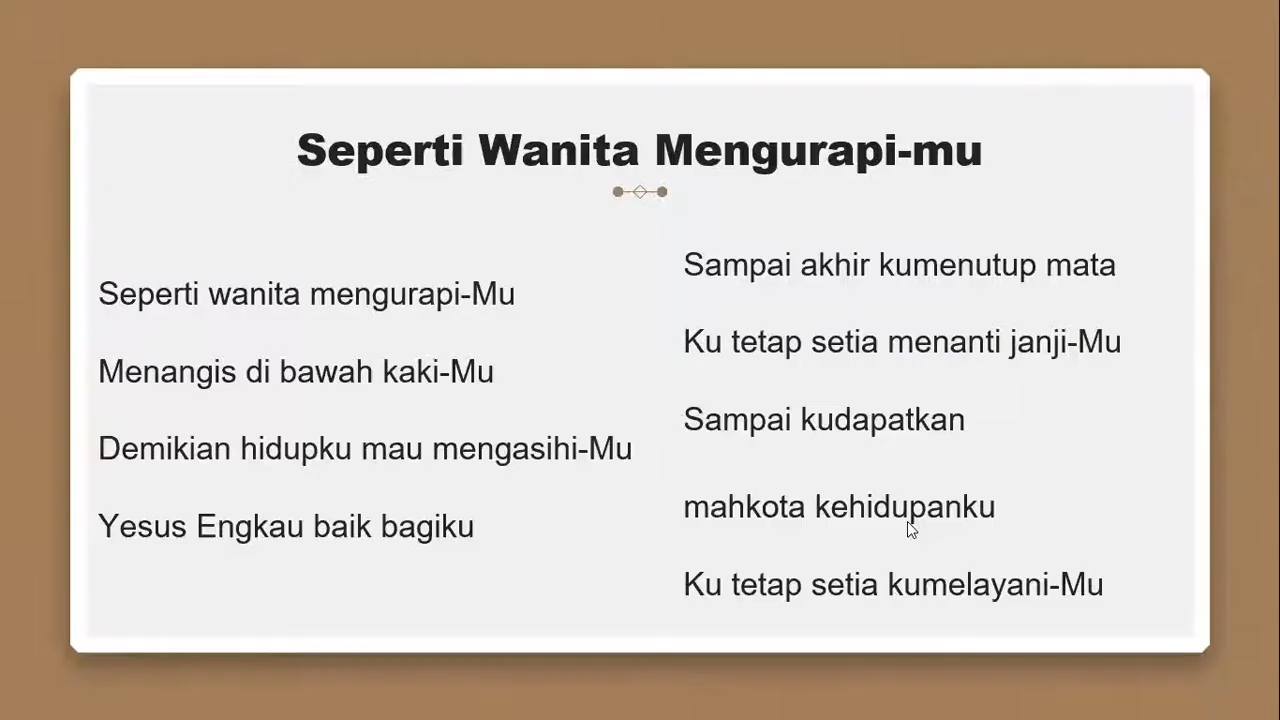 Seperti Wanita Mengurapi-mu
Seperti wanita mengurapi-Mu
Menangis di bawah kaki-Mu
Demikian hidupku mau mengasihi-Mu
Yesus Engkau baik bagiku
Sampai akhir kumenutup mata
Ku tetap setia menanti janji-Mu
Sampai kudapatkan
mahkota kehidupanku
Ku tetap setia kumelayani-Mu